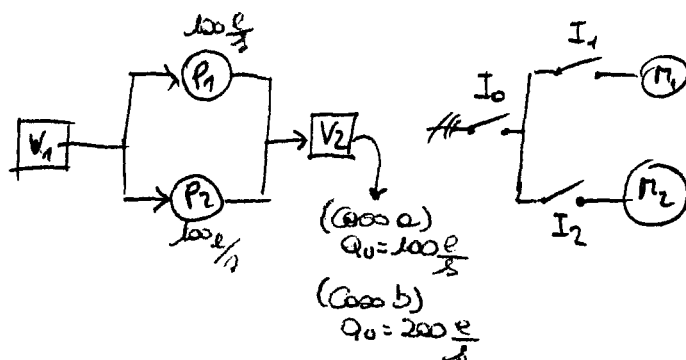 100 ℓ/s
P1
V1
V2
P2
100 ℓ/s
(Caso a)
Qu = 100 ℓ/s
(Caso b)
Qu = 200 ℓ/s
I0
I1
M1
I2
M2